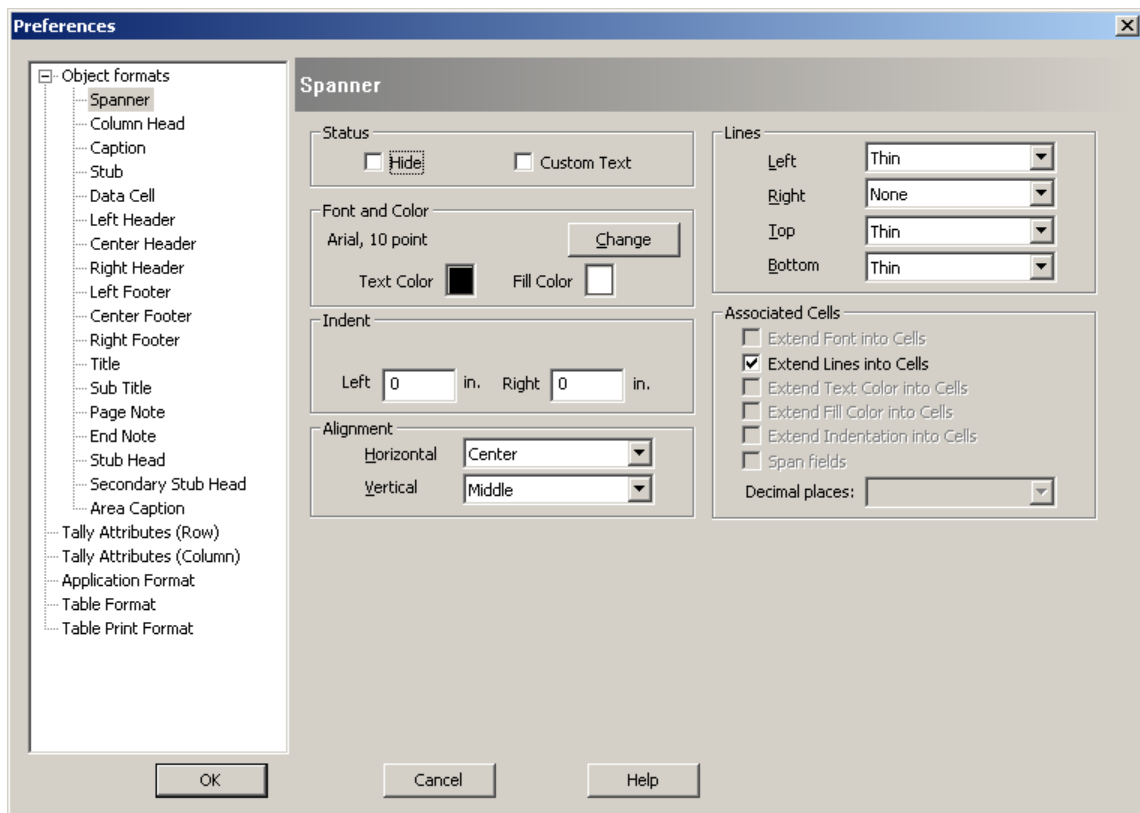 Preferences
Object formats
Spanner
Column Head
Caption
Stub
Data Cell
Left Header
Center Header
Right Header
Left Footer
Center Footer
Right Footer
Title
Sub Title
Page Note
End Note
Stub Head
Secondary Stub Head
Area Caption
Tally Attributes (Row)
Tally Attributes (Column)
Application Format
Table Format
Table Print Format
Spanner
Status
Hide Custom Text
Font and Color
Arial, 10 point Change
Text Color Fill Color
Indent
Left 0 in. Right 0 in.
Alignment
Horizontal Center
Vertical Middle
Lines
Left Thin
Right None
Top Thin
Bottom Thin
Associated Cells
Extend Font into Cells
Extend Lines into Cells
Extend Text Color into Cells
Extend Fill Color into Cells
Extend Indentation into Cells
Span fields
Decimal places:
OK Cancel Help